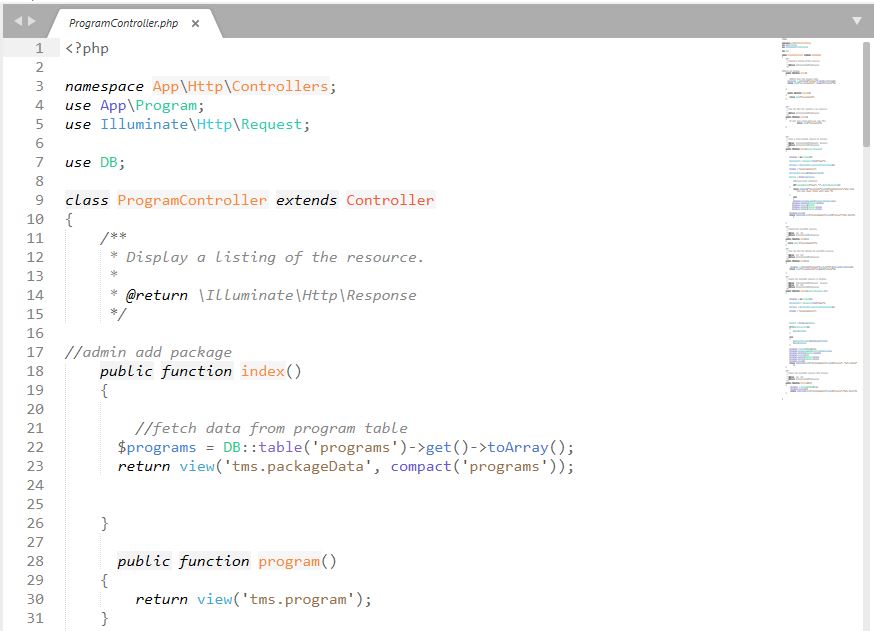 ProgramController.php ×
1 <?php
2
3 namespace App\Http\Controllers;
4 use App\Program;
5 use Illuminate\Http\Request;
6
7 use DB;
8
9 class ProgramController extends Controller
10 {
11 /**
12 * Display a listing of the resource.
13 *
14 * @return \Illuminate\Http\Response
15 */
16
17 //admin add package
18 public function index()
19 {
20
21 //fetch data from program table
22 $programs = DB::table('programs')->get()->toArray();
23 return view('tms.packageData', compact('programs'));
24
25
26 }
27
28 public function program()
29 {
30 return view('tms.program');
31 }